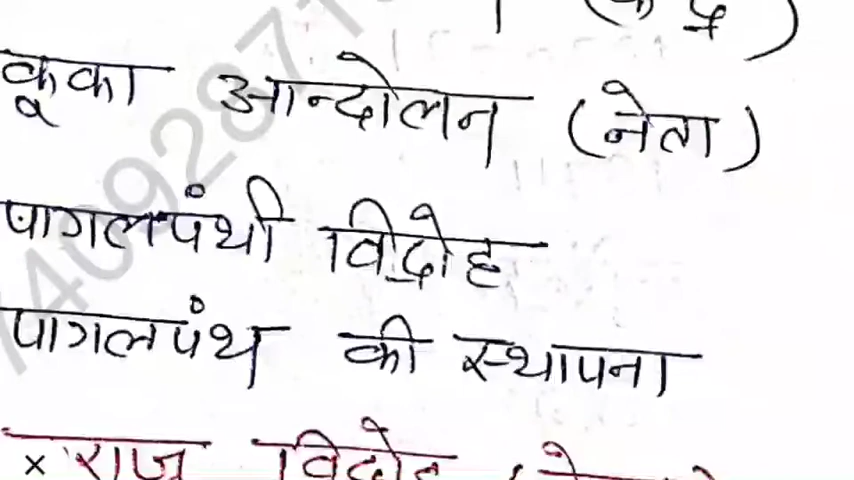 कूका आन्दोलन (नेता)
पागलपंथी विद्रोह
पागलपंथ की स्थापना
× राजू विद्रोह